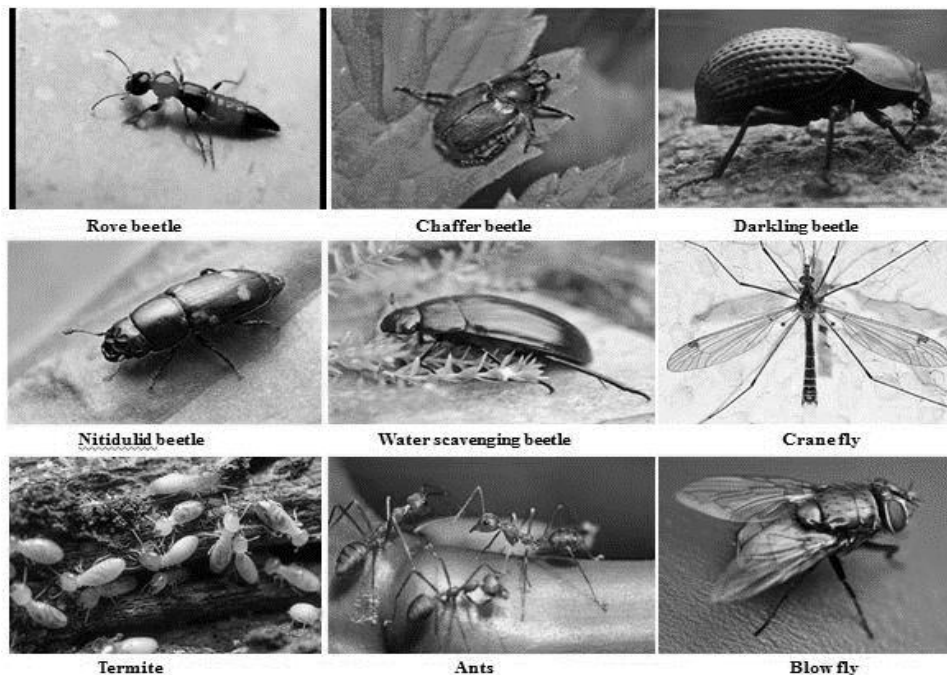 Rove beetle
Chaffer beetle
Darkling beetle
Nitidulid beetle
Water scavenging beetle
Crane fly
Termite
Ants
Blow fly